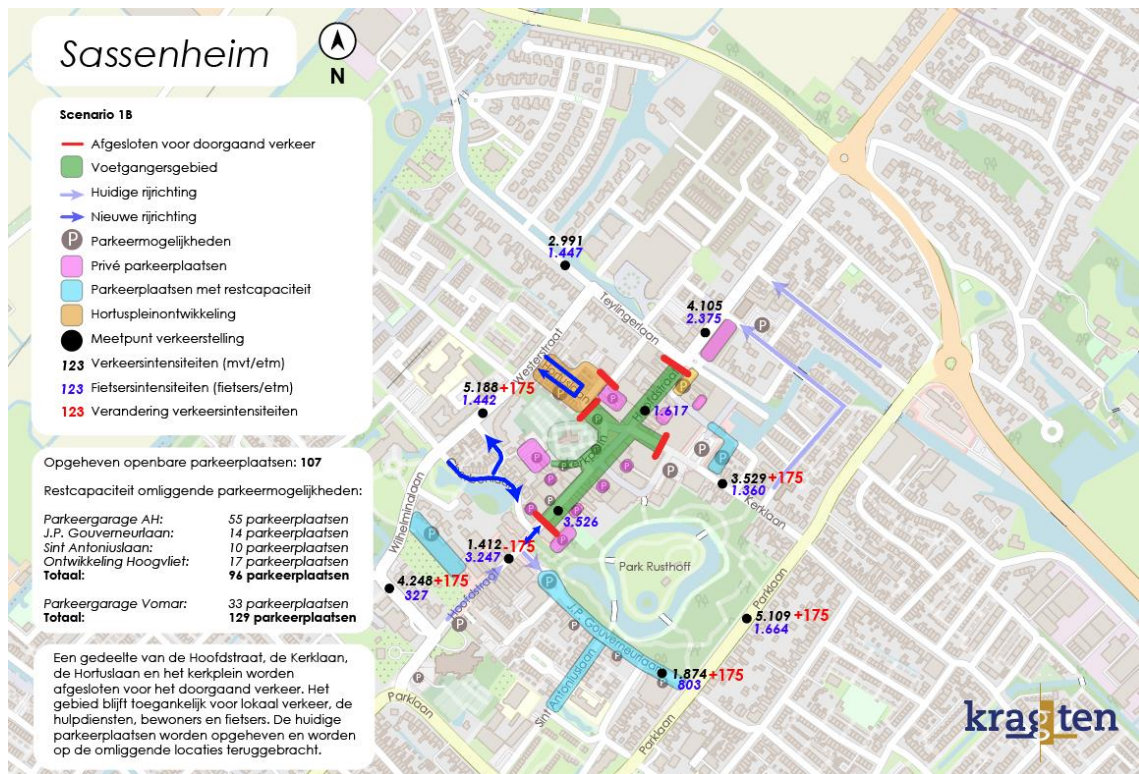 Sassenheim
N
Scenario 1B
Afgesloten voor doorgaand verkeer
Voetgangersgebied
Huidige rijrichting
Nieuwe rijrichting
P Parkeermogelijkheden
Privé parkeerplaatsen
Parkeerplaatsen met restcapaciteit
Hortuspleinontwikkeling
Meetpunt verkeerstelling
123 Verkeersintensiteiten (mvt/etm)
123 Fietsersintensiteiten (fietsers/etm)
123 Verandering verkeersintensiteiten
Opgeheven openbare parkeerplaatsen: 107
Restcapaciteit omliggende parkeermogelijkheden:
Parkeergarage AH: 55 parkeerplaatsen
J.P. Gouverneurlaan: 14 parkeerplaatsen
Sint Antoniuslaan: 10 parkeerplaatsen
Ontwikkeling Hoogvliet: 17 parkeerplaatsen
Totaal: 96 parkeerplaatsen
Parkeergarage Vomar: 33 parkeerplaatsen
Totaal: 129 parkeerplaatsen
Een gedeelte van de Hoofdstraat, de Kerklaan,
de Hortuslaan en het kerkplein worden
afgesloten voor het doorgaand verkeer. Het
gebied blijft toegankelijk voor lokaal verkeer, de
hulpdiensten, bewoners en fietsers. De huidige
parkeerplaatsen worden opgeheven en worden
op de omliggende locaties teruggebracht.
2.991
1.447
Teylingerlaan
4.105
2.375
Westerstraat
Hortuslaan
5.188+175
1.442
Hoofdstraat
1.617
Kerklaan
3.529+175
1.360
Kerklaan
3.526
Wilhelminalaan
1.412-175
3.247
Hoofdstraat
4.248+175
327
Park Rusthoff
Parklaan
5.109+175
1.664
J.P. Gouverneurlaan
1.874+175
803
Sint Antoniuslaan
Parklaan
Parklaan
kragten